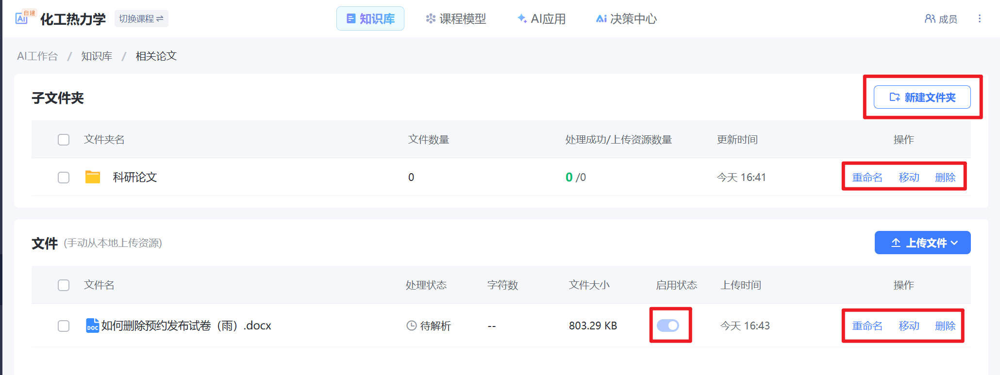 自建
AI 化工热力学 切换课程 知识库 课程模型 AI应用 Ai 决策中心 成员
AI工作台 / 知识库 / 相关论文
子文件夹 新建文件夹
文件夹名 文件数量 处理成功/上传资源数量 更新时间 操作
科研论文 0 0 /0 今天 16:41 重命名 移动 删除
文件 (手动从本地上传资源) 上传文件
文件名 处理状态 字符数 文件大小 启用状态 上传时间 操作
DOC 如何删除预约发布试卷（雨）.docx 待解析 -- 803.29 KB 今天 16:43 重命名 移动 删除